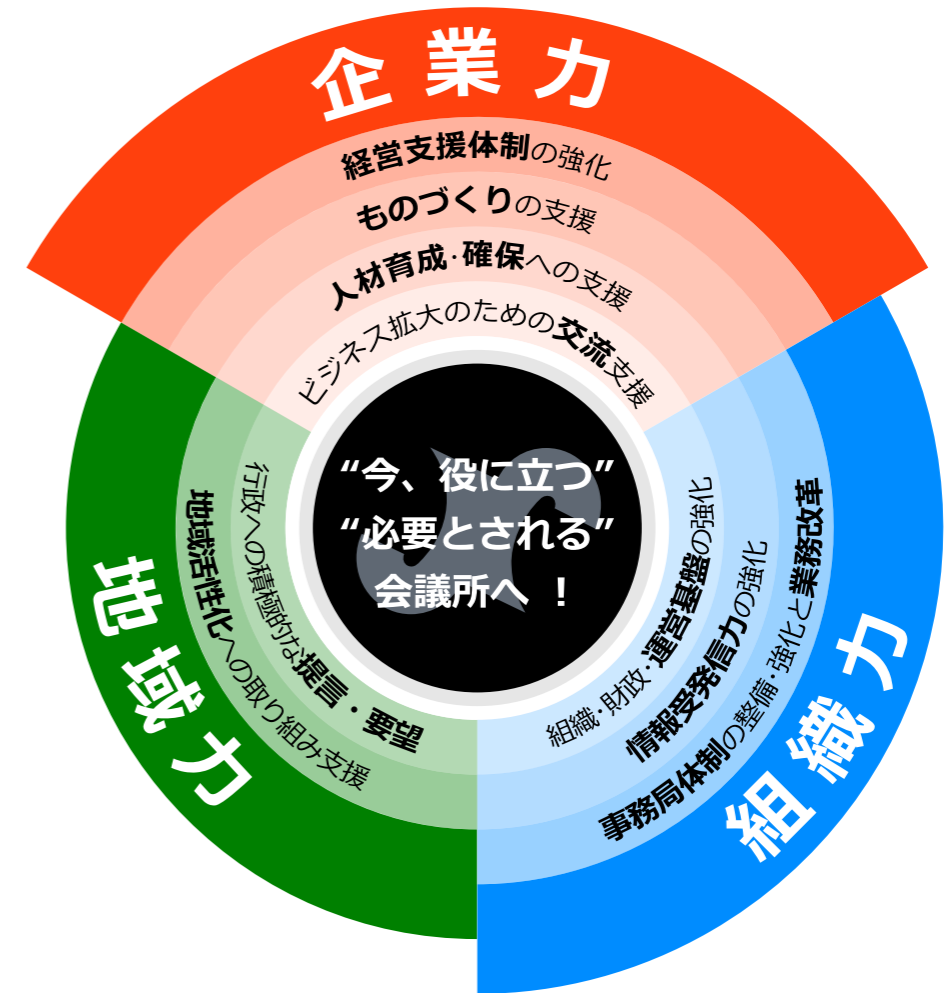 企業力
経営支援体制の強化
ものづくりの支援
人材育成・確保への支援
ビジネス拡大のための交流支援
“今、役に立つ”
“必要とされる”
会議所へ ！
地域力
地域活性化への取り組み支援
行政への積極的な提言・要望
組織力
組織・財政・運営基盤の強化
情報受発信力の強化
事務局体制の整備・強化と業務改革